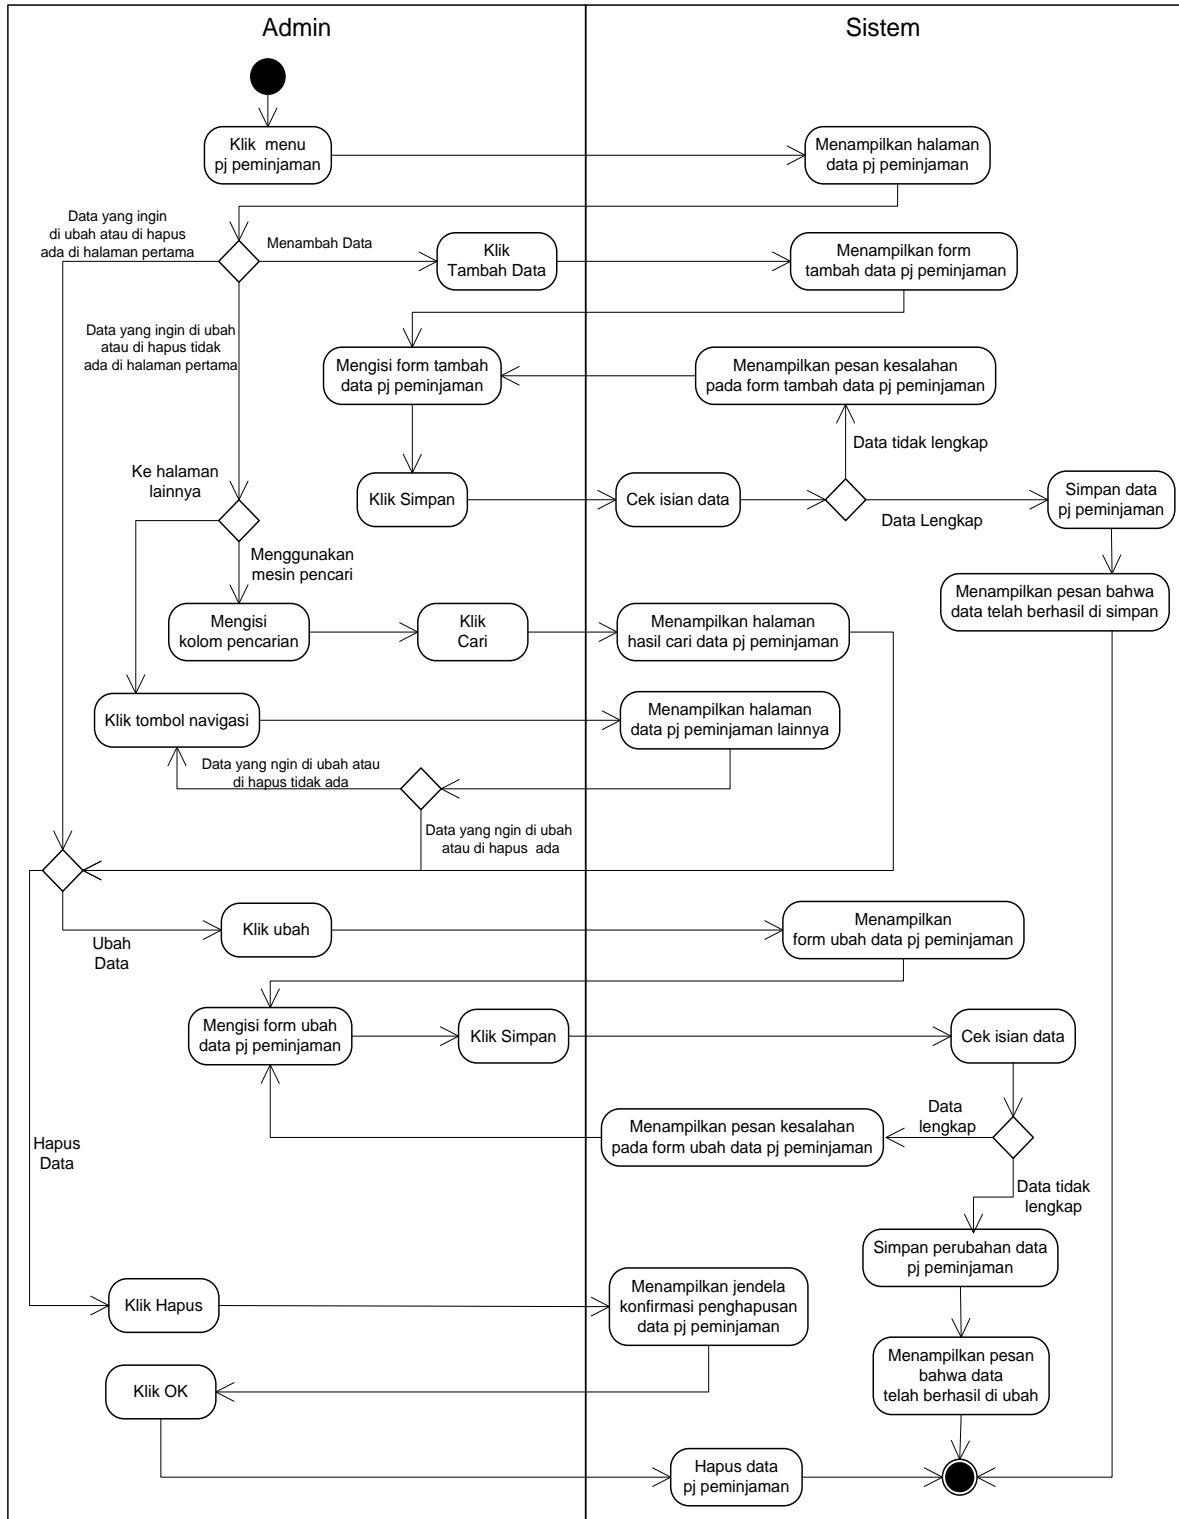 Admin
Sistem
Klik menu
pj peminjaman
Menampilkan halaman
data pj peminjaman
Data yang ingin
di ubah atau di hapus
ada di halaman pertama
Menambah Data
Klik
Tambah Data
Menampilkan form
tambah data pj peminjaman
Data yang ingin di ubah
atau di hapus tidak
ada di halaman pertama
Mengisi form tambah
data pj peminjaman
Menampilkan pesan kesalahan
pada form tambah data pj peminjaman
Data tidak lengkap
Ke halaman
lainnya
Klik Simpan
Cek isian data
Data Lengkap
Simpan data
pj peminjaman
Menggunakan
mesin pencari
Menampilkan pesan bahwa
data telah berhasil di simpan
Mengisi
kolom pencarian
Klik
Cari
Menampilkan halaman
hasil cari data pj peminjaman
Klik tombol navigasi
Menampilkan halaman
data pj peminjaman lainnya
Data yang ngin di ubah atau
di hapus tidak ada
Data yang ngin di ubah
atau di hapus ada
Ubah
Data
Klik ubah
Menampilkan
form ubah data pj peminjaman
Mengisi form ubah
data pj peminjaman
Klik Simpan
Cek isian data
Data
lengkap
Menampilkan pesan kesalahan
pada form ubah data pj peminjaman
Hapus
Data
Data tidak
lengkap
Simpan perubahan data
pj peminjaman
Klik Hapus
Menampilkan jendela
konfirmasi penghapusan
data pj peminjaman
Menampilkan pesan
bahwa data
telah berhasil di ubah
Klik OK
Hapus data
pj peminjaman